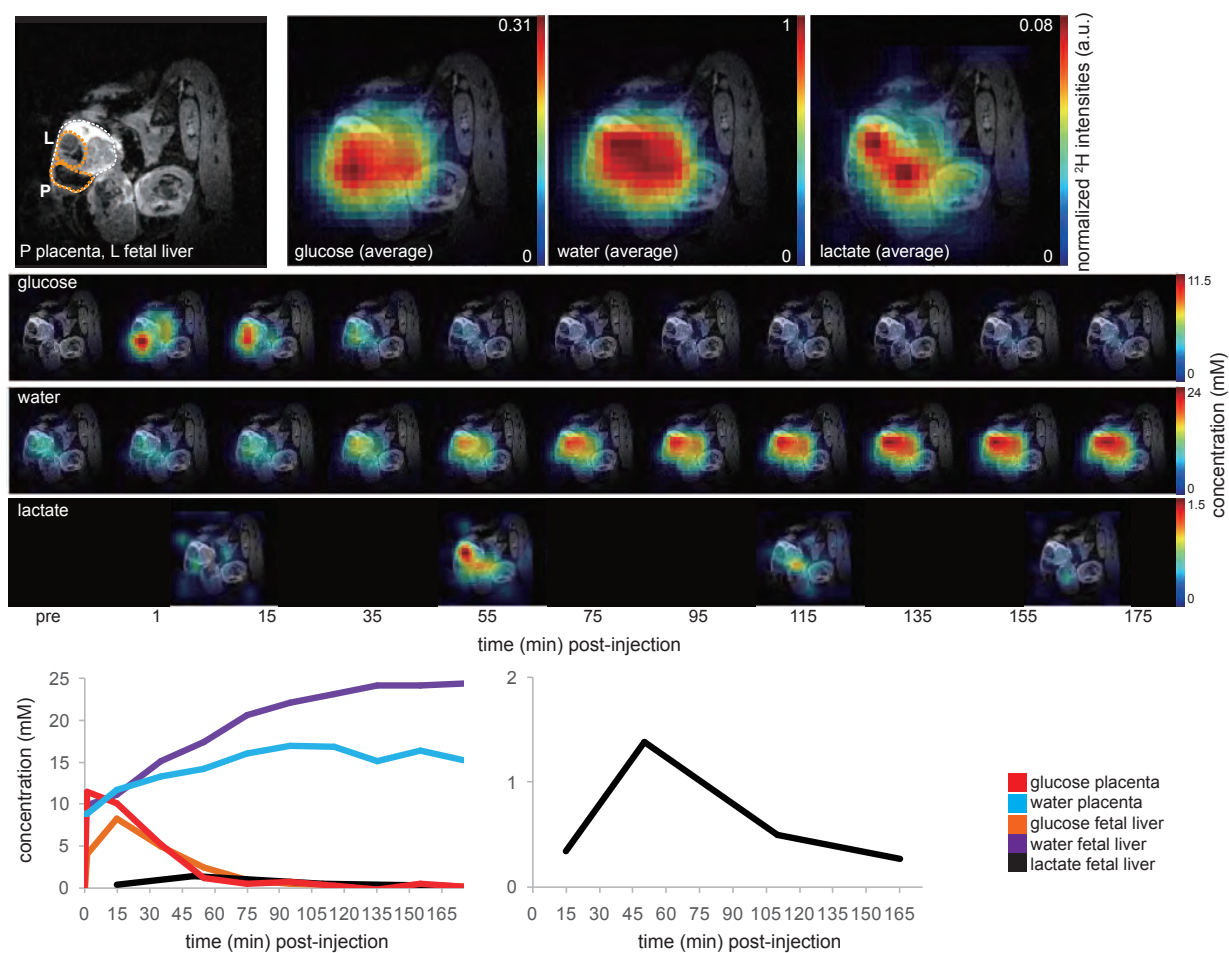 L
P
P placenta, L fetal liver
0.31
glucose (average)
0
1
water (average)
0
0.08
lactate (average)
0
normalized ²H intensities (a.u.)
glucose
11.5
0
water
24
0
lactate
1.5
0
concentration (mM)
pre 1 15 35 55 75 95 115 135 155 175
time (min) post-injection
25
20
15
10
5
0
concentration (mM)
0 15 30 45 60 75 90 105 120 135 150 165
time (min) post-injection
2
1
0
0 15 30 45 60 75 90 105 120 135 150 165
time (min) post-injection
glucose placenta
water placenta
glucose fetal liver
water fetal liver
lactate fetal liver